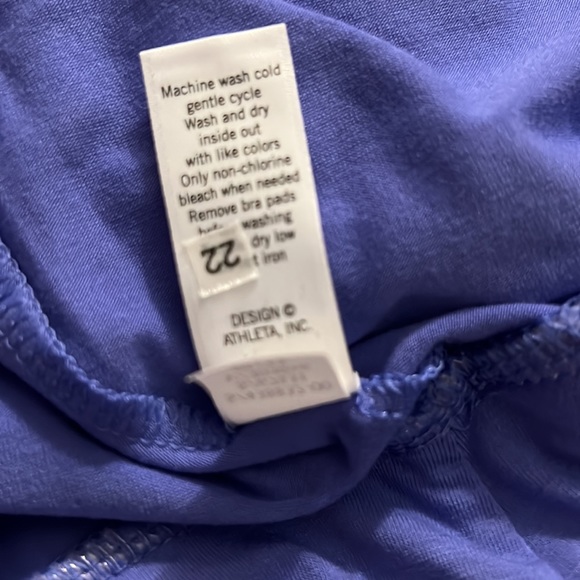 Machine wash cold
gentle cycle
Wash and dry
inside out
with like colors
Only non-chlorine
bleach when needed
Remove bra pads
before washing
dry low
iron
22
DESIGN ©
ATHLETA, INC.